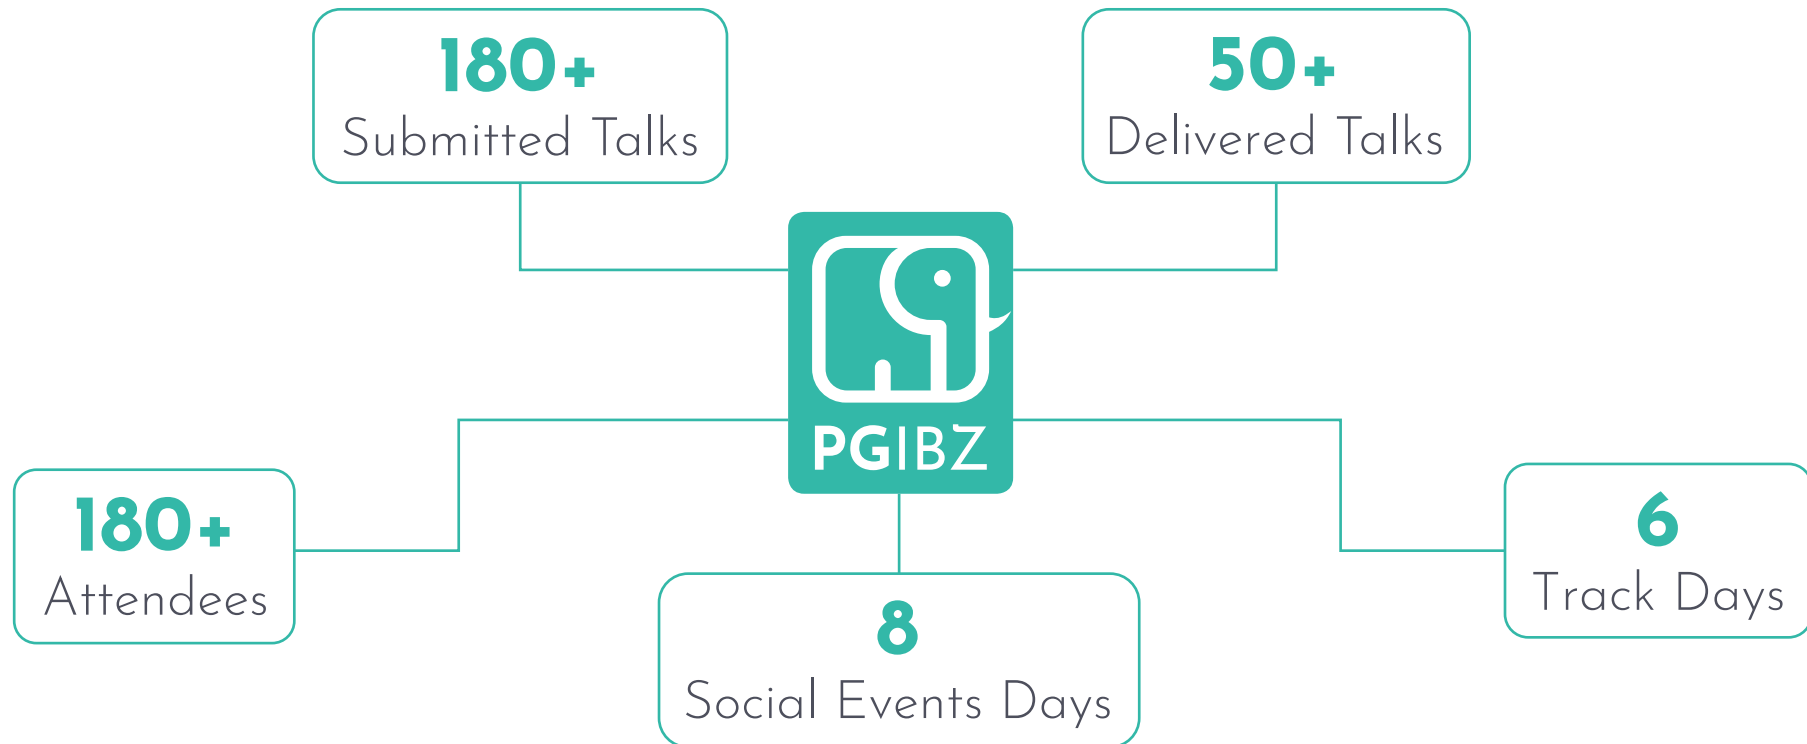 180+
Submitted Talks
50+
Delivered Talks
PGIBZ
180+
Attendees
8
Social Events Days
6
Track Days